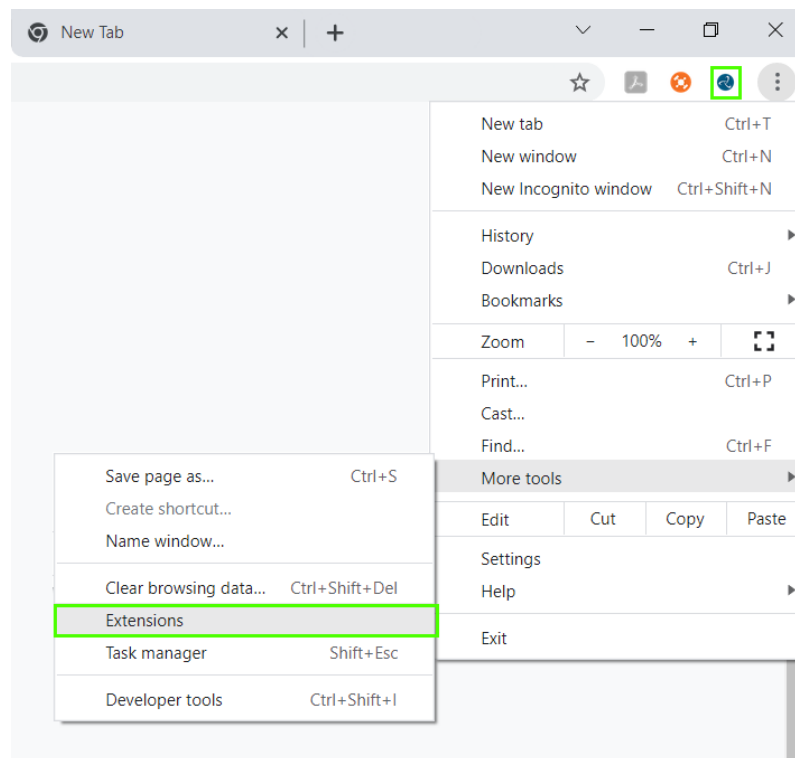 New Tab
New tab Ctrl+T
New window Ctrl+N
New Incognito window Ctrl+Shift+N
History
Downloads Ctrl+J
Bookmarks
Zoom − 100% +
Print... Ctrl+P
Cast...
Find... Ctrl+F
More tools
Edit Cut Copy Paste
Settings
Help
Exit
Save page as... Ctrl+S
Create shortcut...
Name window...
Clear browsing data... Ctrl+Shift+Del
Extensions
Task manager Shift+Esc
Developer tools Ctrl+Shift+I